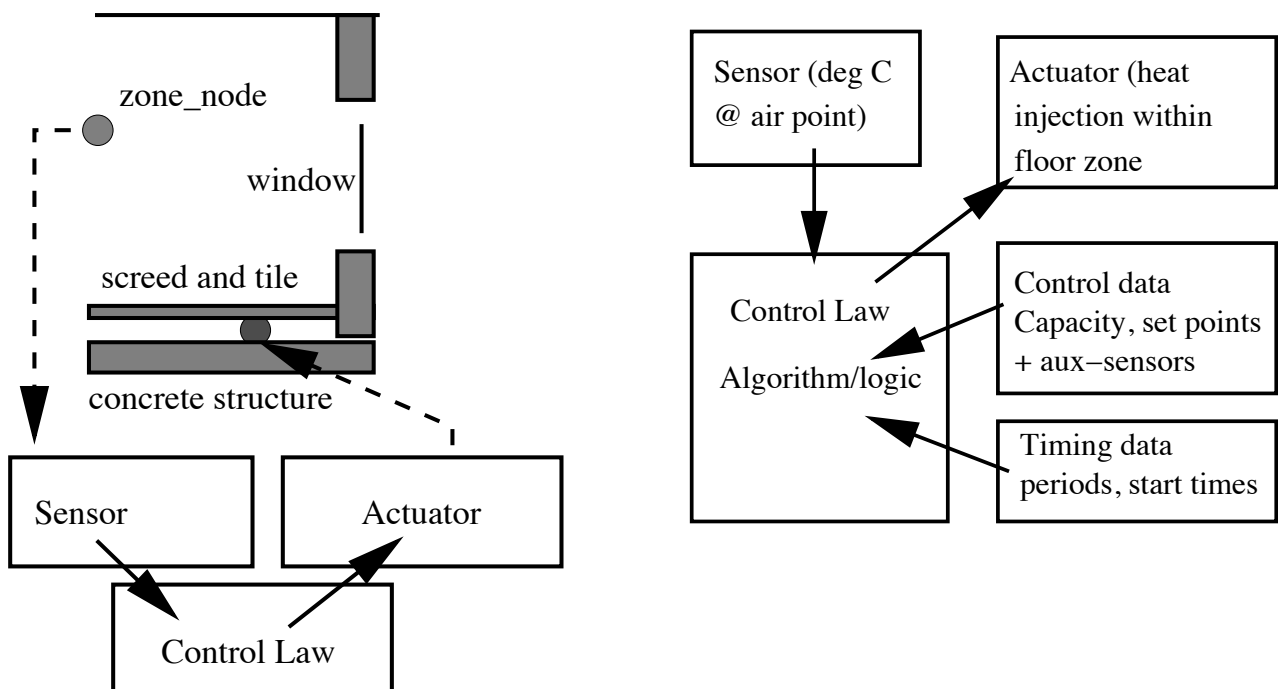 zone_node
window
screed and tile
concrete structure
Sensor
Actuator
Control Law
Sensor (deg C
@ air point)
Actuator (heat
injection within
floor zone
Control Law
Algorithm/logic
Control data
Capacity, set points
+ aux−sensors
Timing data
periods, start times